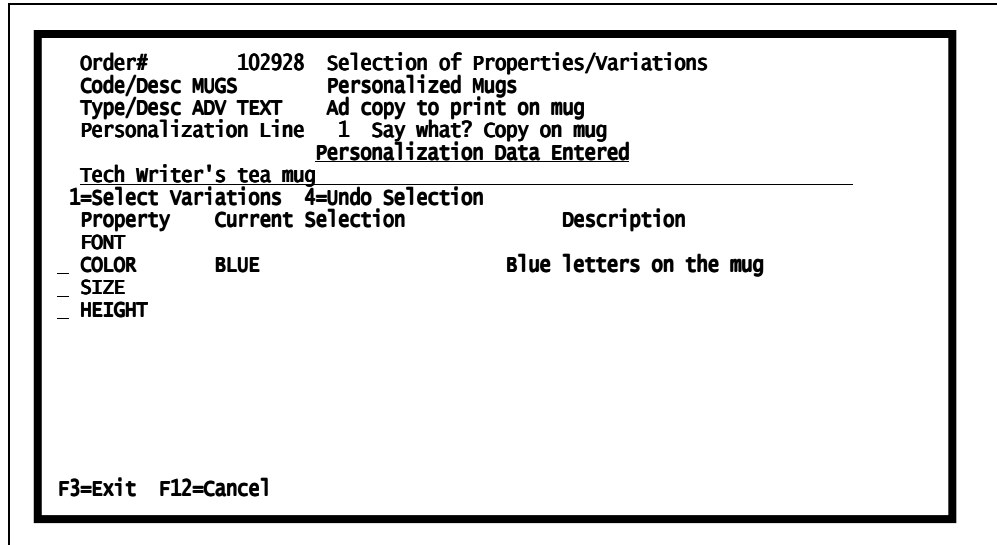 Order# 102928 Selection of Properties/Variations
Code/Desc MUGS Personalized Mugs
Type/Desc ADV TEXT Ad copy to print on mug
Personalization Line 1 Say what? Copy on mug
Personalization Data Entered
Tech Writer's tea mug
1=Select Variations 4=Undo Selection
Property Current Selection Description
FONT
_ COLOR BLUE Blue letters on the mug
_ SIZE
_ HEIGHT
F3=Exit F12=Cancel